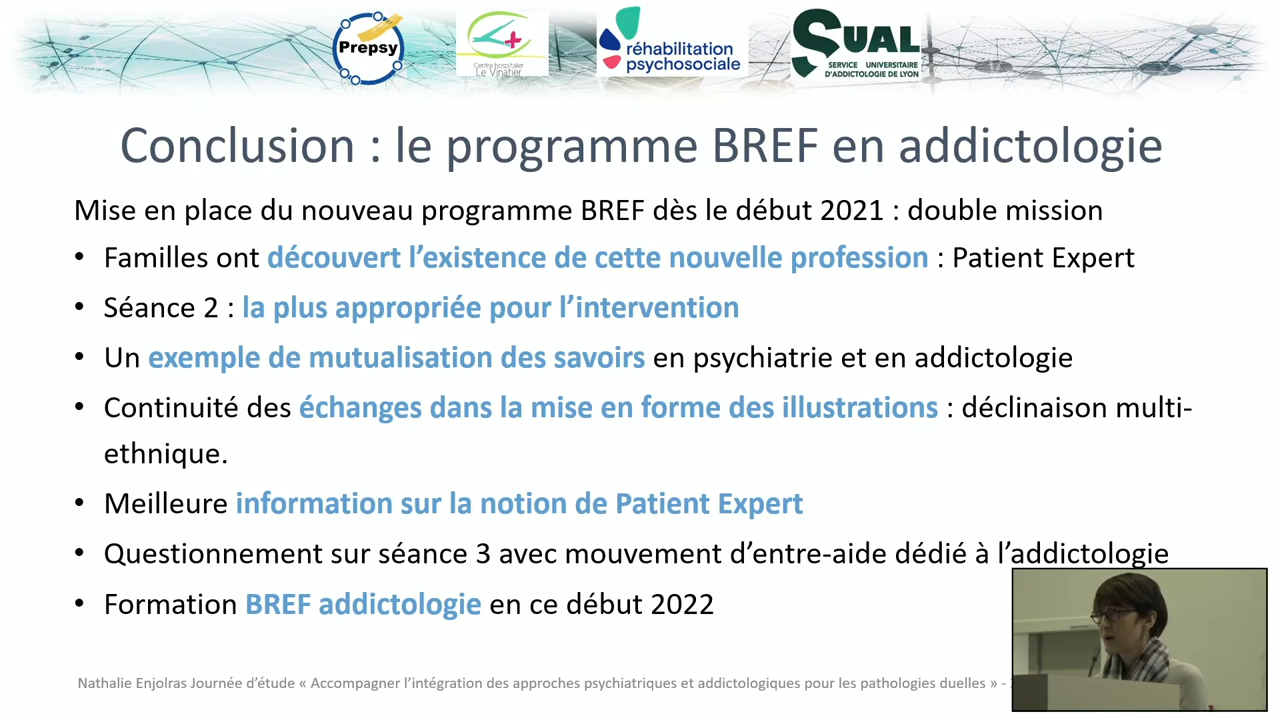 Prepsy
Centre hospitalier
Le Vinatier
réhabilitation
psychosociale
SUAL
SERVICE UNIVERSITAIRE
D'ADDICTOLOGIE DE LYON
Conclusion : le programme BREF en addictologie
Mise en place du nouveau programme BREF dès le début 2021 : double mission
• Familles ont découvert l'existence de cette nouvelle profession : Patient Expert
• Séance 2 : la plus appropriée pour l'intervention
• Un exemple de mutualisation des savoirs en psychiatrie et en addictologie
• Continuité des échanges dans la mise en forme des illustrations : déclinaison multi-
ethnique.
• Meilleure information sur la notion de Patient Expert
• Questionnement sur séance 3 avec mouvement d'entre-aide dédié à l'addictologie
• Formation BREF addictologie en ce début 2022
Nathalie Enjolras Journée d'étude « Accompagner l'intégration des approches psychiatriques et addictologiques pour les pathologies duelles » -